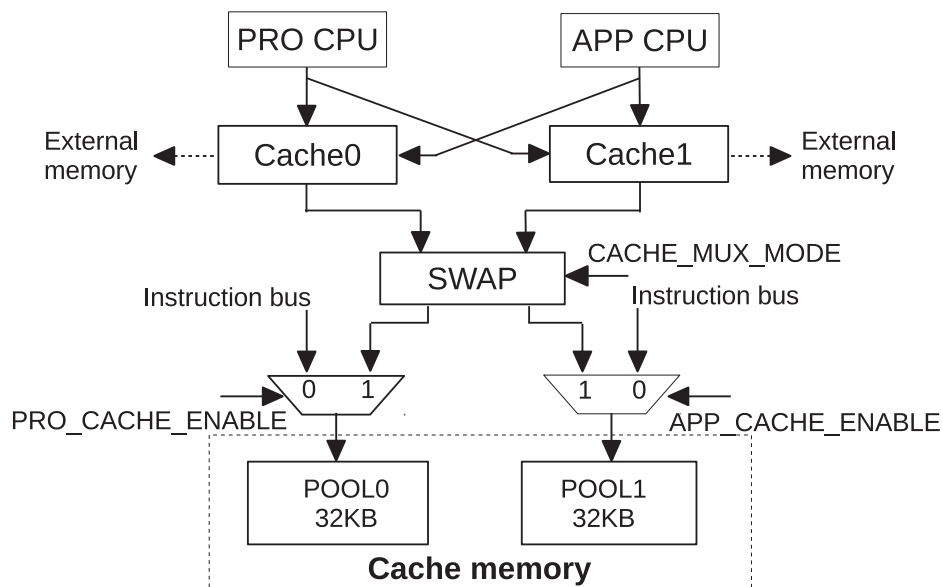 PRO CPU
APP CPU
External
memory
Cache0
Cache1
External
memory
SWAP
CACHE_MUX_MODE
Instruction bus
Instruction bus
0 1
1 0
PRO_CACHE_ENABLE
APP_CACHE_ENABLE
POOL0
32KB
POOL1
32KB
Cache memory